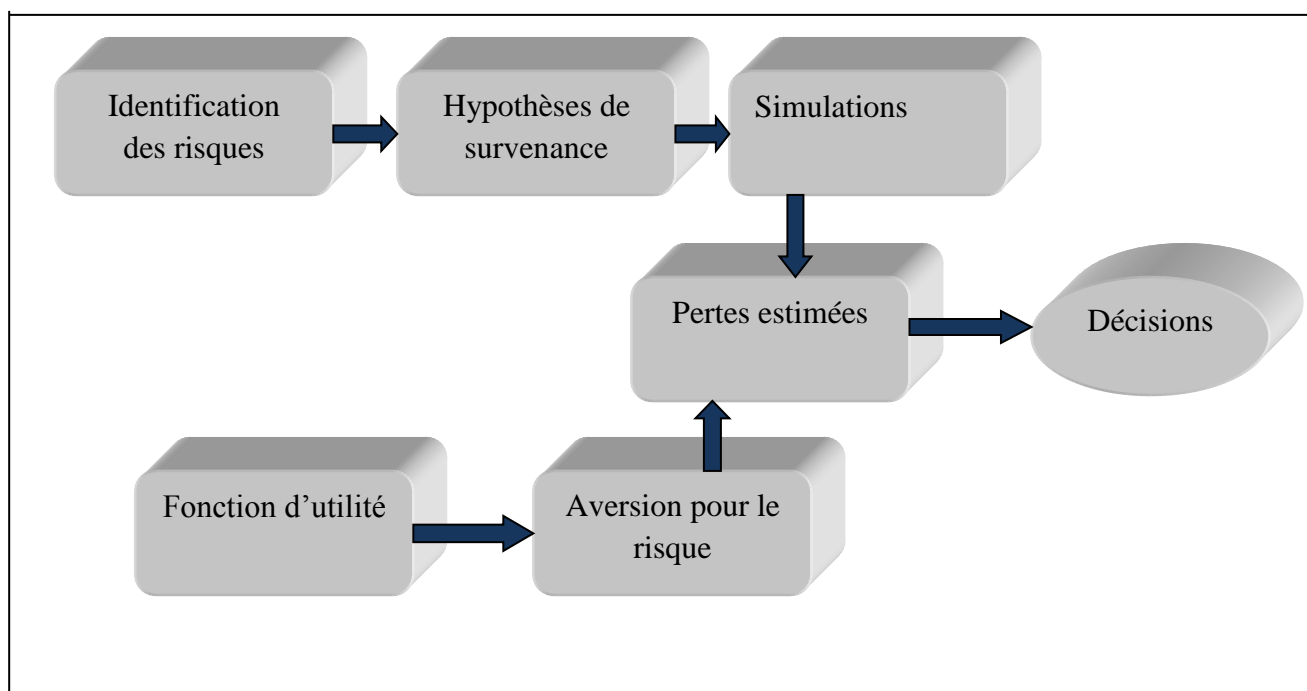 Identification
des risques
Hypothèses de
survenance
Simulations
Pertes estimées
Décisions
Fonction d’utilité
Aversion pour le
risque